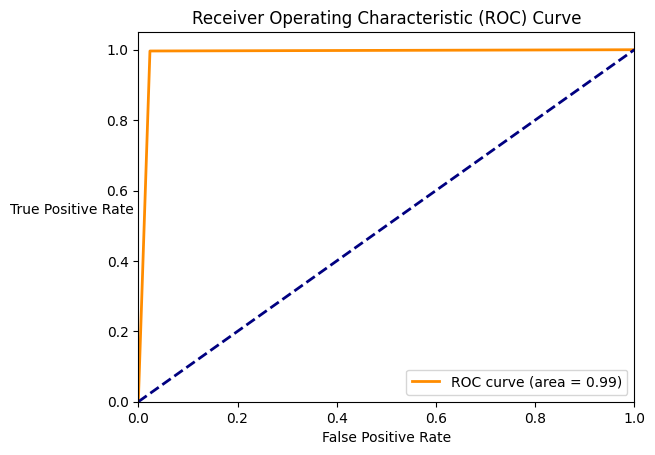 Receiver Operating Characteristic (ROC) Curve
1.0
0.8
0.6
True Positive Rate
0.4
0.2
0.0
ROC curve (area = 0.99)
0.0 0.2 0.4 0.6 0.8 1.0
False Positive Rate